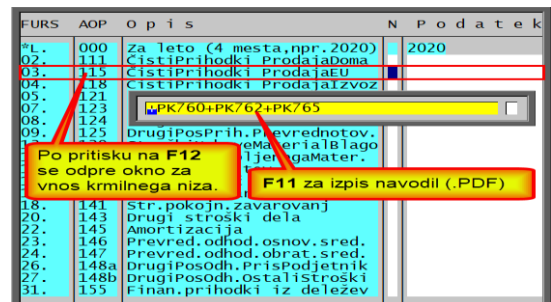 FURS AOP O p i s N P o d a t e k
*L. 000 Za leto (4 mesta,npr.2020) 2020
02. 111 ČistiPrihodki ProdajaDoma
03. 115 ČistiPrihodki ProdajaEU
04. 118 ČistiPrihodki ProdajaIzvoz
05. 121
07. 123
+PK760+PK762+PK765
08. 124
09. 125 DrugiPosPrih.Prevrednotov.
Po pritisku na F12
se odpre okno za
vnos krmilnega niza.
F11 za izpis navodil (.PDF)
18. 141 Str.pokojn.zavarovanj
20. 143 Drugi stroški dela
22. 145 Amortizacija
23. 146 Prevred.odhod.osnov.sred.
24. 147 Prevred.odhod.obrat.sred.
26. 148a DrugiPosOdh.PrisPodjetnik
27. 148b DrugiPosOdh.OstaliStroški
31. 155 Finan.prihodki iz deležev